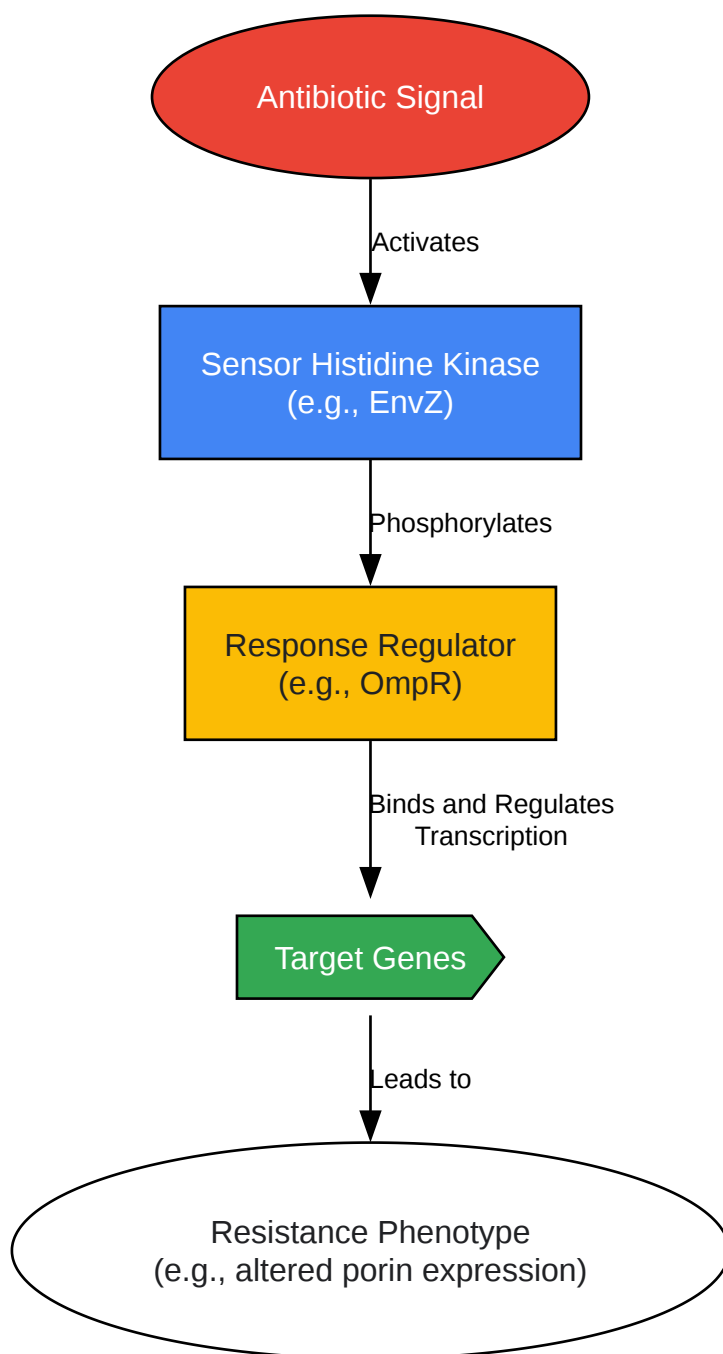 Antibiotic Signal
Activates
Sensor Histidine Kinase
(e.g., EnvZ)
Phosphorylates
Response Regulator
(e.g., OmpR)
Binds and Regulates
Transcription
Target Genes
Leads to
Resistance Phenotype
(e.g., altered porin expression)